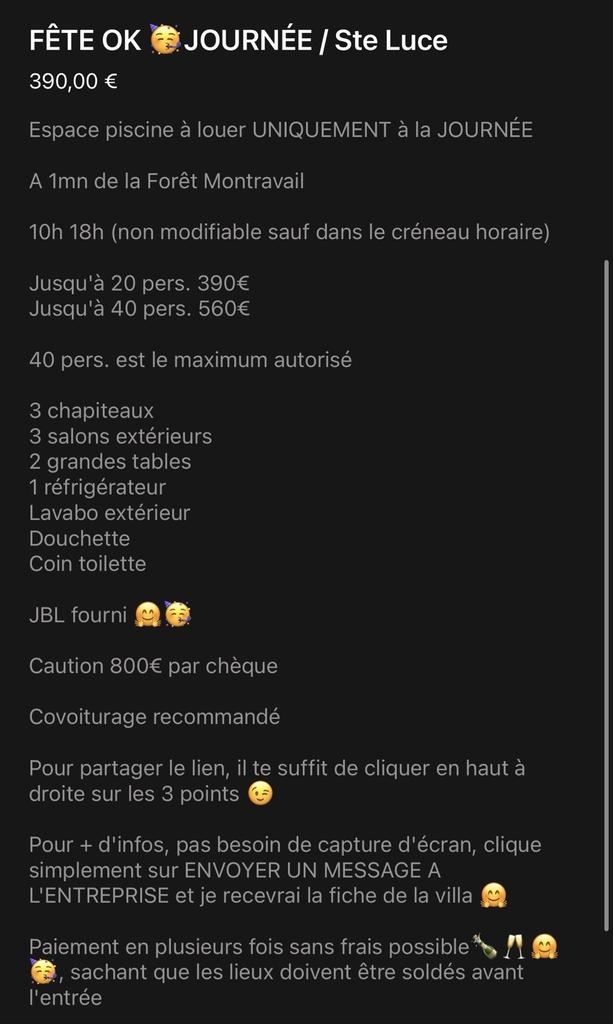 FÊTE OK 🥳JOURNÉE / Ste Luce
390,00 €
Espace piscine à louer UNIQUEMENT à la JOURNÉE
A 1mn de la Forêt Montravail
10h 18h (non modifiable sauf dans le créneau horaire)
Jusqu'à 20 pers. 390€
Jusqu'à 40 pers. 560€
40 pers. est le maximum autorisé
3 chapiteaux
3 salons extérieurs
2 grandes tables
1 réfrigérateur
Lavabo extérieur
Douchette
Coin toilette
JBL fourni 🤗🥳
Caution 800€ par chèque
Covoiturage recommandé
Pour partager le lien, il te suffit de cliquer en haut à
droite sur les 3 points 😉
Pour + d'infos, pas besoin de capture d'écran, clique
simplement sur ENVOYER UN MESSAGE A
L'ENTREPRISE et je recevrai la fiche de la villa 🤗
Paiement en plusieurs fois sans frais possible🍾🥂🤗
🥳, sachant que les lieux doivent être soldés avant
l'entrée